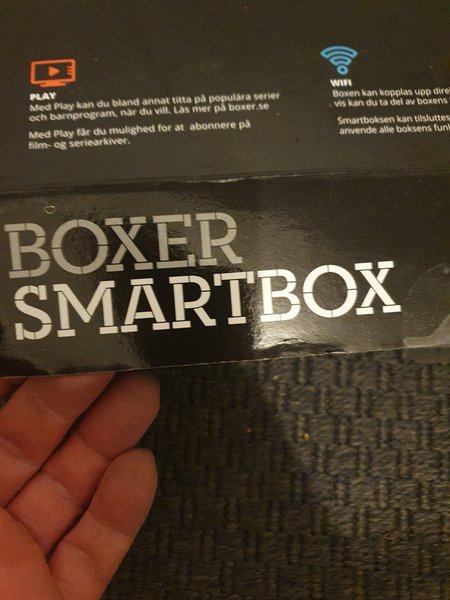 PLAY
Med Play kan du bland annat titta på populära serier
och barnprogram, när du vill. Läs mer på boxer.se
Med Play får du mulighed for at abonnere på
film- og seriearkiver.
WIFI
Boxen kan kopplas upp
vis kan du ta del av boxens
Smartboksen kan tilsluttes
anvende alle boksens
BOXER
SMARTBOX